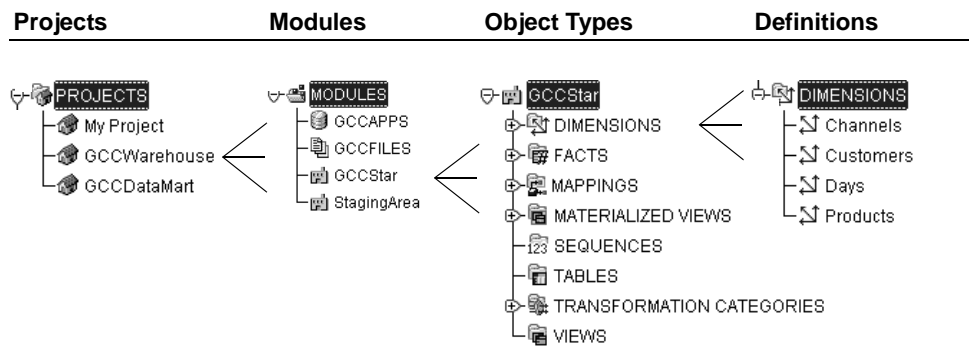 Projects
Modules
Object Types
Definitions
PROJECTS
My Project
GCCWarehouse
GCCDataMart
MODULES
GCCAPPS
GCCFILES
GCCStar
StagingArea
GCCStar
DIMENSIONS
FACTS
MAPPINGS
MATERIALIZED VIEWS
123 SEQUENCES
TABLES
TRANSFORMATION CATEGORIES
VIEWS
DIMENSIONS
Channels
Customers
Days
Products